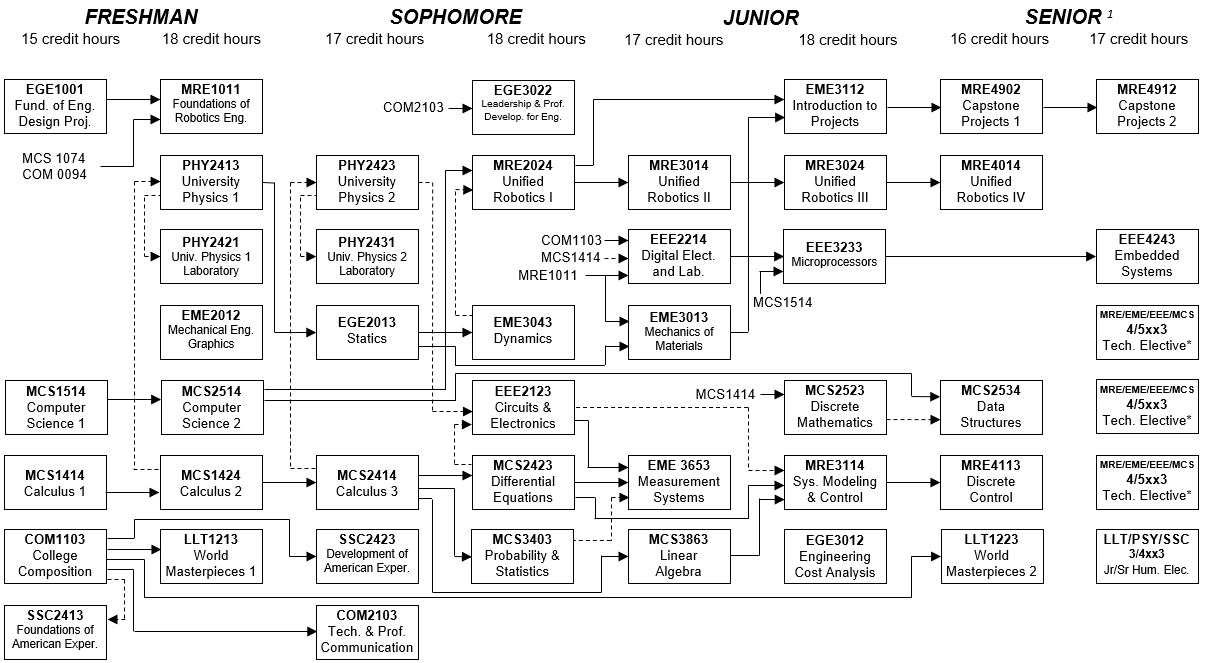 FRESHMAN
SOPHOMORE
JUNIOR
SENIOR 1
15 credit hours
18 credit hours
17 credit hours
18 credit hours
17 credit hours
18 credit hours
16 credit hours
17 credit hours
EGE1001
Fund. of Eng.
Design Proj.
MRE1011
Foundations of
Robotics Eng.
COM2103
EGE3022
Leadership & Prof.
Develop. for Eng.
EME3112
Introduction to
Projects
MRE4902
Capstone
Projects 1
MRE4912
Capstone
Projects 2
MCS 1074
COM 0094
PHY2413
University
Physics 1
PHY2423
University
Physics 2
MRE2024
Unified
Robotics I
MRE3014
Unified
Robotics II
MRE3024
Unified
Robotics III
MRE4014
Unified
Robotics IV
PHY2421
Univ. Physics 1
Laboratory
PHY2431
Univ. Physics 2
Laboratory
COM1103
MCS1414
MRE1011
EEE2214
Digital Elect.
and Lab.
EEE3233
Microprocessors
MCS1514
EEE4243
Embedded
Systems
EME2012
Mechanical Eng.
Graphics
EGE2013
Statics
EME3043
Dynamics
EME3013
Mechanics of
Materials
MRE/EME/EEE/MCS
4/5xx3
Tech. Elective*
MCS1514
Computer
Science 1
MCS2514
Computer
Science 2
EEE2123
Circuits &
Electronics
MCS1414
MCS2523
Discrete
Mathematics
MCS2534
Data
Structures
MRE/EME/EEE/MCS
4/5xx3
Tech. Elective*
MCS1414
Calculus 1
MCS1424
Calculus 2
MCS2414
Calculus 3
MCS2423
Differential
Equations
EME 3653
Measurement
Systems
MRE3114
Sys. Modeling
& Control
MRE4113
Discrete
Control
MRE/EME/EEE/MCS
4/5xx3
Tech. Elective*
COM1103
College
Composition
LLT1213
World
Masterpieces 1
SSC2423
Development of
American Exper.
MCS3403
Probability &
Statistics
MCS3863
Linear
Algebra
EGE3012
Engineering
Cost Analysis
LLT1223
World
Masterpieces 2
LLT/PSY/SSC
3/4xx3
Jr/Sr Hum. Elec.
SSC2413
Foundations of
American Exper.
COM2103
Tech. & Prof.
Communication